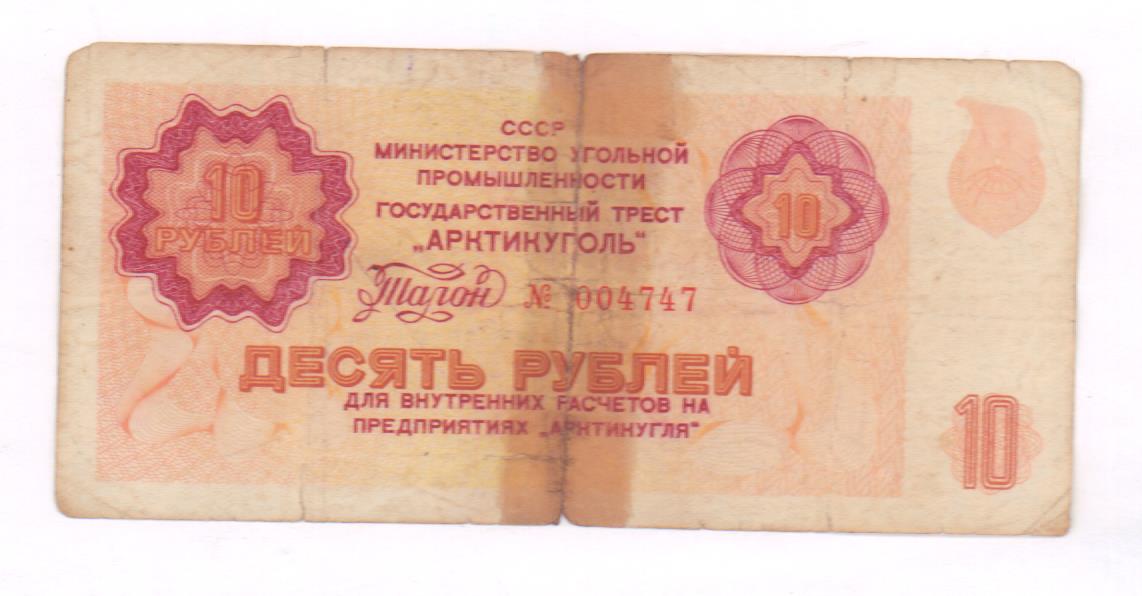 10
РУБЛЕЙ
СССР
МИНИСТЕРСТВО УГОЛЬНОЙ
ПРОМЫШЛЕННОСТИ
ГОСУДАРСТВЕННЫЙ ТРЕСТ
„АРКТИКУГОЛЬ“
Талон № 004747
10
ДЕСЯТЬ РУБЛЕЙ
ДЛЯ ВНУТРЕННИХ РАСЧЕТОВ НА
ПРЕДПРИЯТИЯХ „АРКТИКУГЛЯ“
10